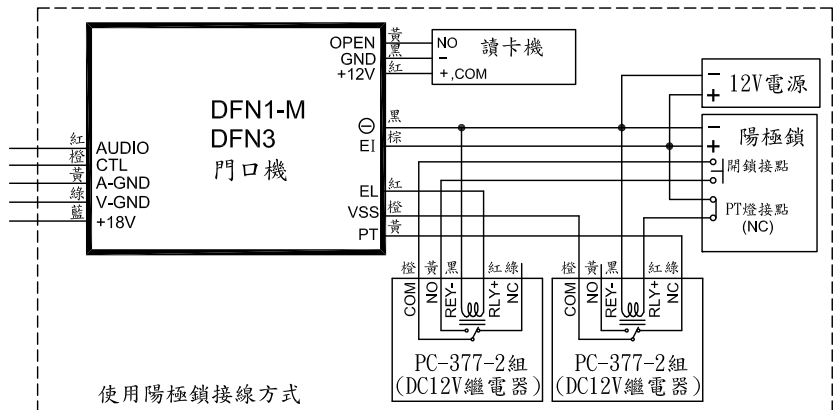 黃
OPEN
NO
讀卡機
黑
GND
-
紅
+12V
+,COM
DFN1-M
DFN3
門口機
-
12V電源
+
黑
⊖
-
陽極鎖
棕
EI
+
開鎖接點
PT燈接點
(NC)
紅
AUDIO
橙
CTL
黃
A-GND
綠
V-GND
藍
+18V
紅
EL
橙
VSS
黃
PT
橙 黃 黑 紅 綠
COM
NO
REY-
RLY+
NC
PC-377-2組
(DC12V繼電器)
橙 黃 黑 紅 綠
COM
NO
REY-
RLY+
NC
PC-377-2組
(DC12V繼電器)
使用陽極鎖接線方式